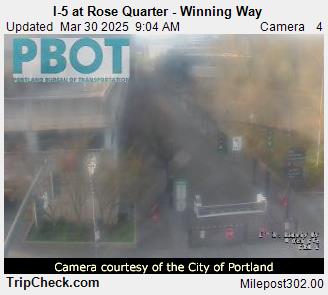 I-5 at Rose Quarter - Winning Way
Updated Mar 30 2025 9:04 AM Camera 4
PBOT
PORTLAND BUREAU OF TRANSPORTATION
Camera courtesy of the City of Portland
TripCheck.com Milepost302.00